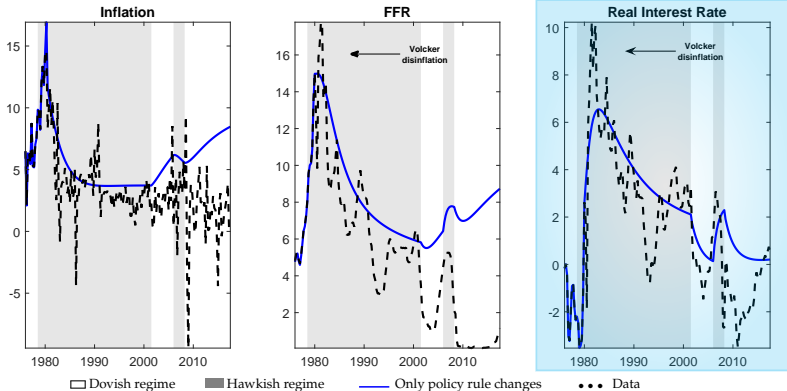 Inflation
FFR
Real Interest Rate
15
10
5
0
-5
1980
1990
2000
2010
16
14
12
10
8
6
4
2
Volcker
disinflation
1980
1990
2000
2010
10
8
6
4
2
0
-2
Volcker
disinflation
1980
1990
2000
2010
Dovish regime
Hawkish regime
Only policy rule changes
Data